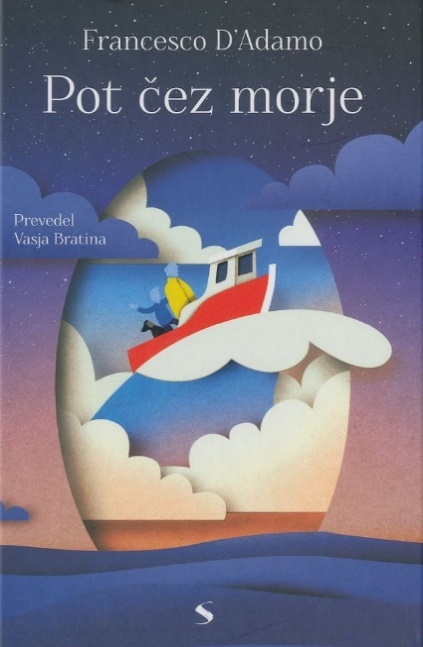 Francesco D'Adamo
Pot čez morje
Prevedel
Vasja Bratina
S